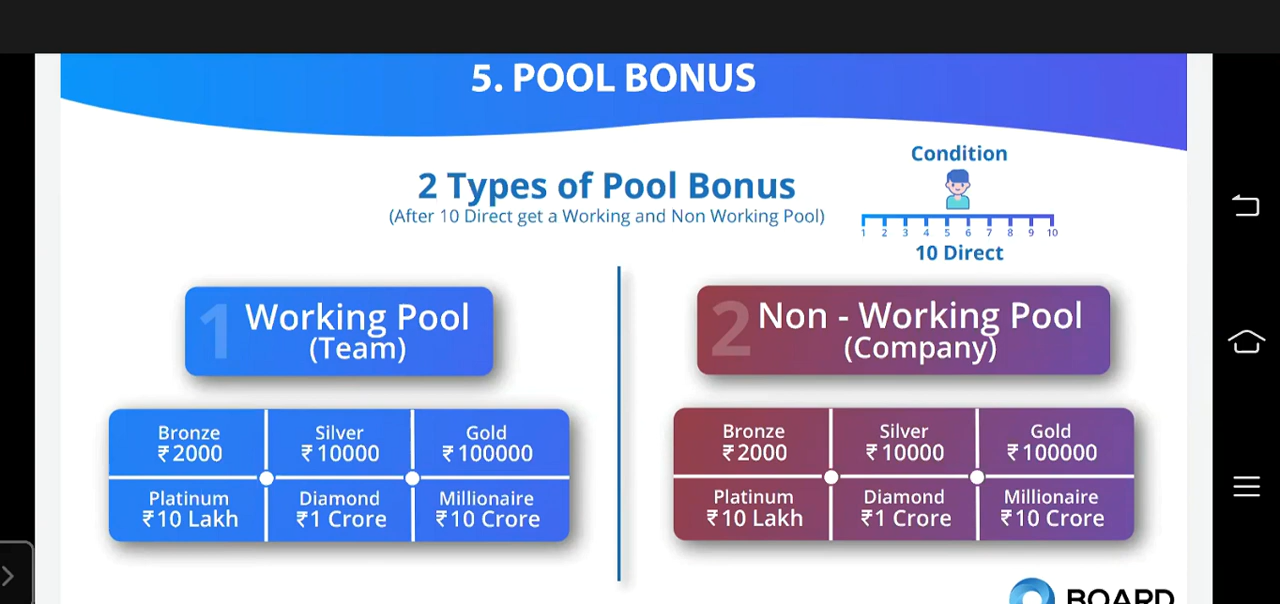 5. POOL BONUS
2 Types of Pool Bonus
(After 10 Direct get a Working and Non Working Pool)
Condition
1 2 3 4 5 6 7 8 9 10
10 Direct
1 Working Pool
(Team)
Bronze
₹2000
Silver
₹10000
Gold
₹100000
Platinum
₹10 Lakh
Diamond
₹1 Crore
Millionaire
₹10 Crore
2 Non - Working Pool
(Company)
Bronze
₹2000
Silver
₹10000
Gold
₹100000
Platinum
₹10 Lakh
Diamond
₹1 Crore
Millionaire
₹10 Crore
BOARD